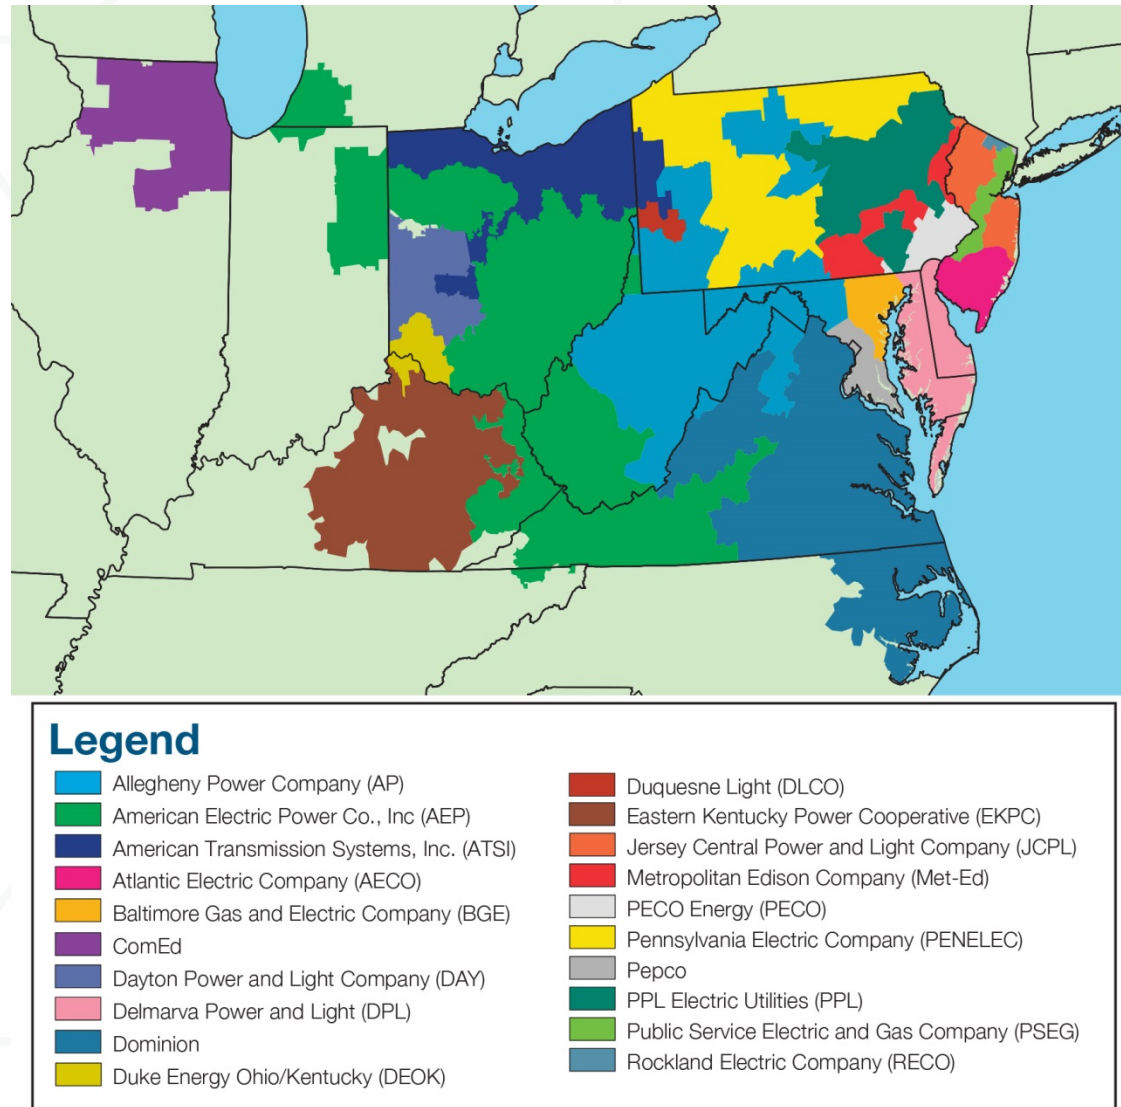 Legend
Allegheny Power Company (AP)
American Electric Power Co., Inc (AEP)
American Transmission Systems, Inc. (ATSI)
Atlantic Electric Company (AECO)
Baltimore Gas and Electric Company (BGE)
ComEd
Dayton Power and Light Company (DAY)
Delmarva Power and Light (DPL)
Dominion
Duke Energy Ohio/Kentucky (DEOK)
Duquesne Light (DLCO)
Eastern Kentucky Power Cooperative (EKPC)
Jersey Central Power and Light Company (JCPL)
Metropolitan Edison Company (Met-Ed)
PECO Energy (PECO)
Pennsylvania Electric Company (PENELEC)
Pepco
PPL Electric Utilities (PPL)
Public Service Electric and Gas Company (PSEG)
Rockland Electric Company (RECO)